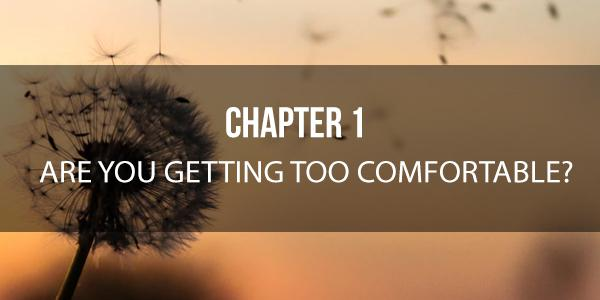 CHAPTER 1
ARE YOU GETTING TOO COMFORTABLE?